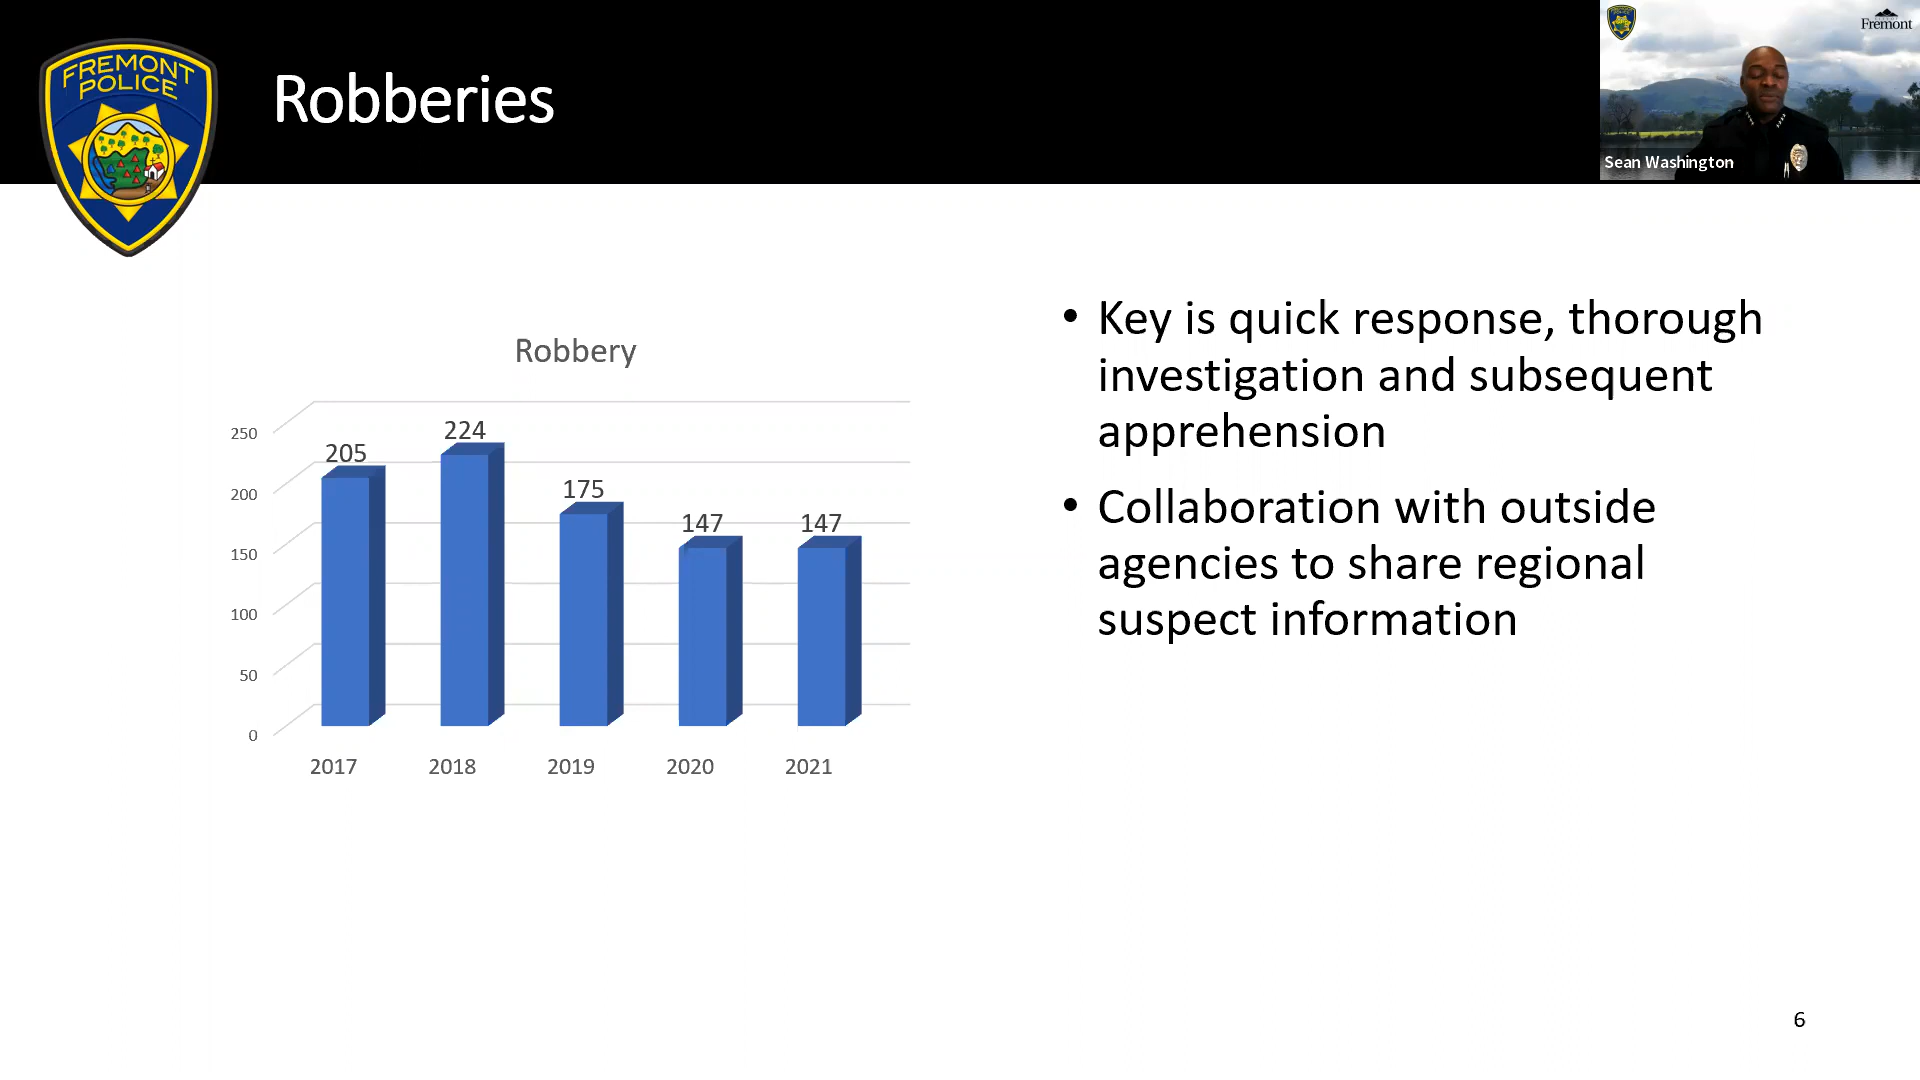 FREMONT
POLICE
Robberies
Fremont
Sean Washington
Robbery
250
200
150
100
50
0
205
224
175
147
147
2017
2018
2019
2020
2021
• Key is quick response, thorough
investigation and subsequent
apprehension
• Collaboration with outside
agencies to share regional
suspect information
6